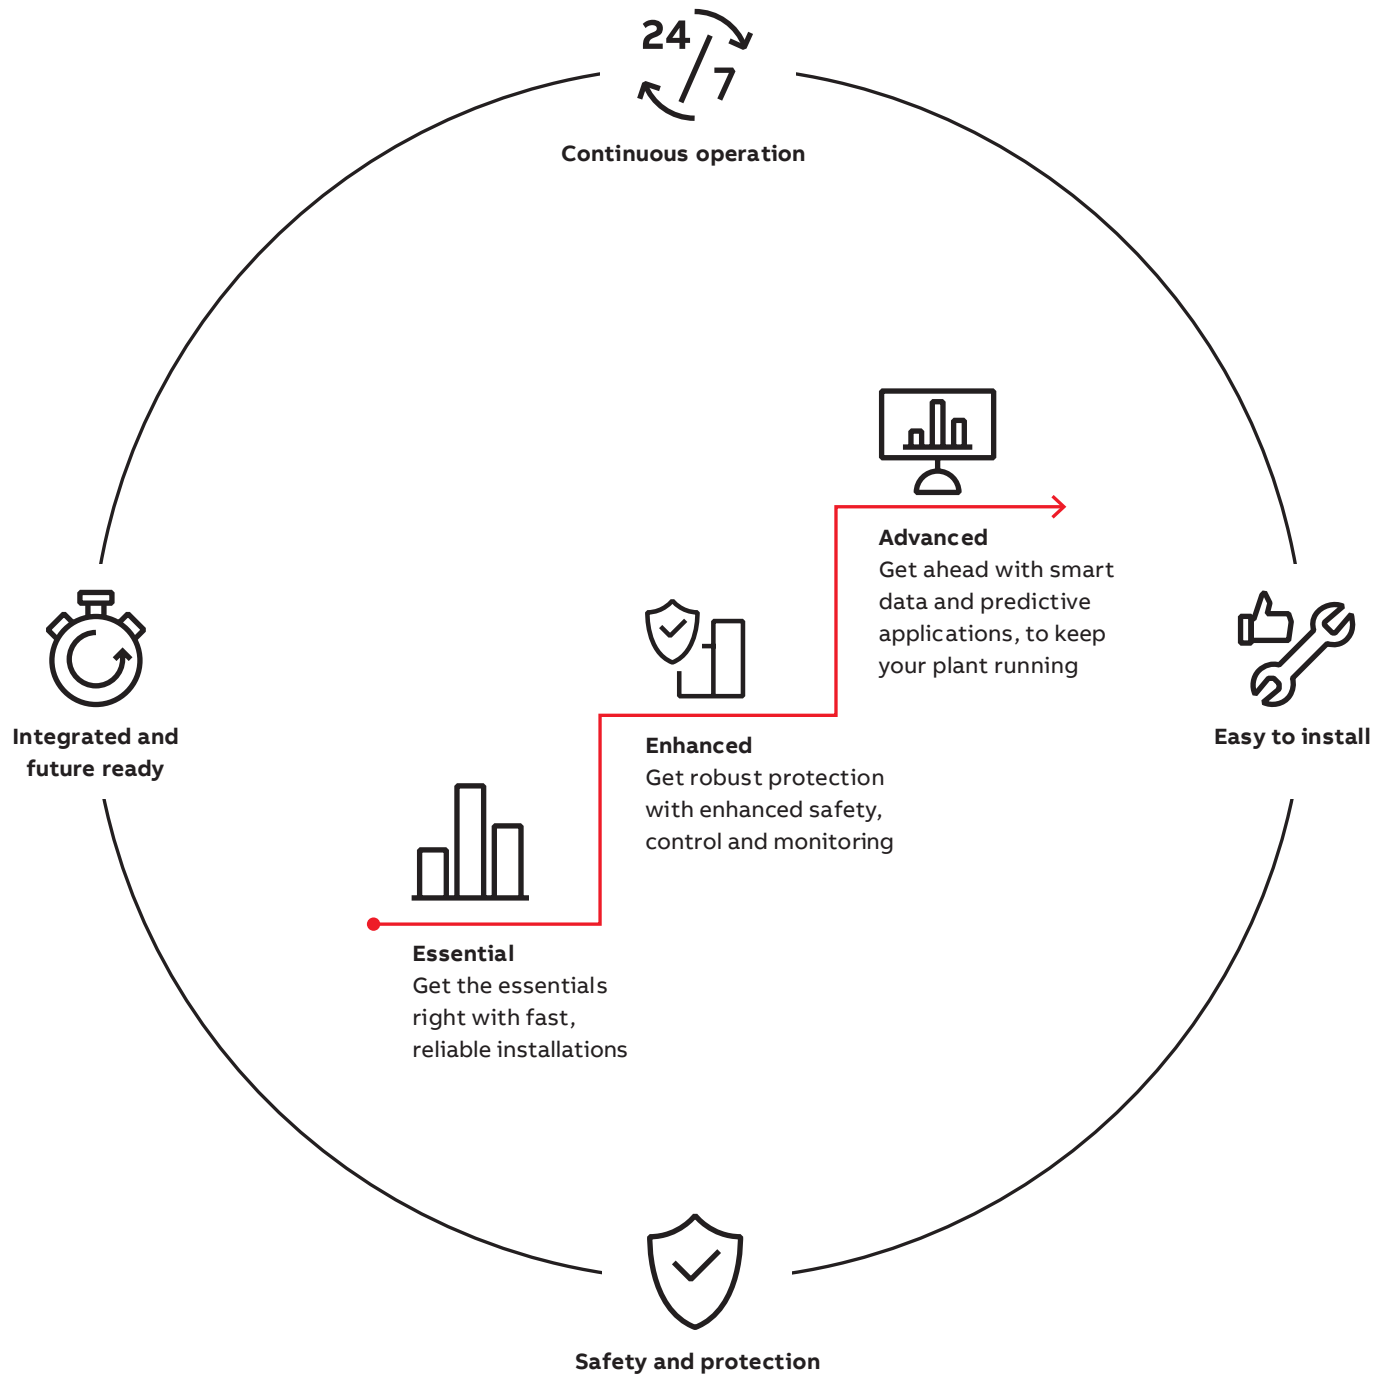 24
7
Continuous operation
Advanced
Get ahead with smart
data and predictive
applications, to keep
your plant running
Integrated and
future ready
Enhanced
Get robust protection
with enhanced safety,
control and monitoring
Easy to install
Essential
Get the essentials
right with fast,
reliable installations
Safety and protection